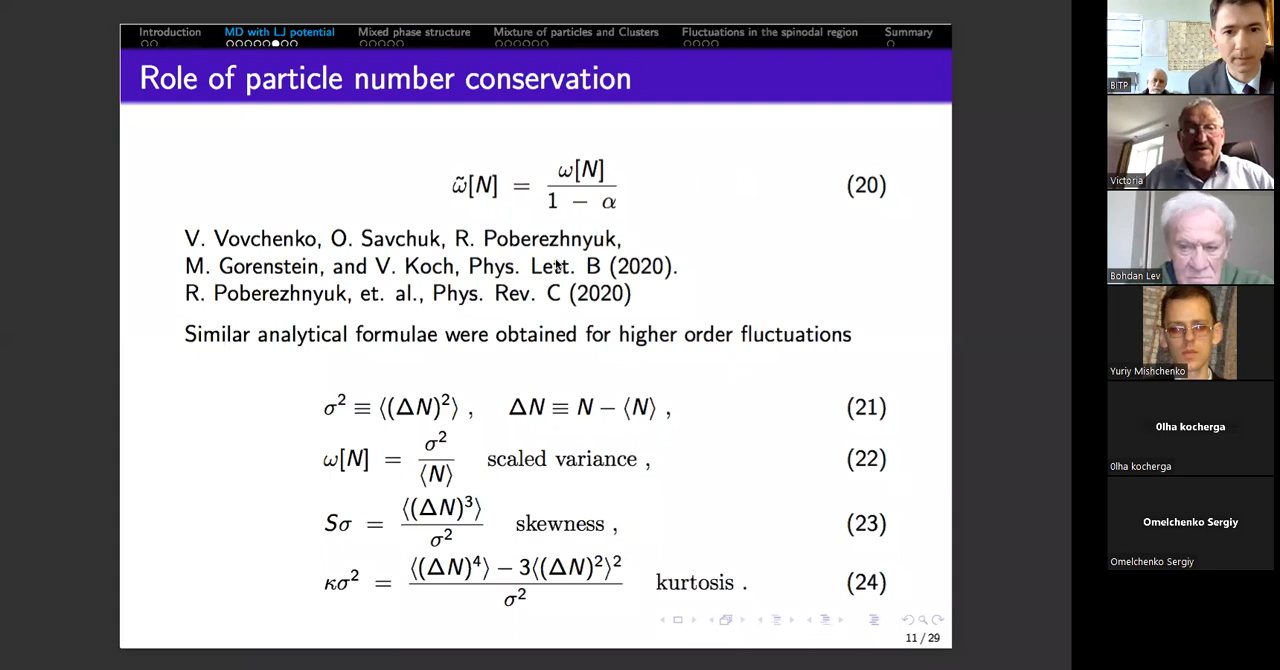 Introduction MD with LJ potential Mixed phase structure Mixture of particles and Clusters Fluctuations in the spinodal region Summary
Role of particle number conservation
ω̃[N] = ω[N] / (1 − α) (20)
V. Vovchenko, O. Savchuk, R. Poberezhnyuk,
M. Gorenstein, and V. Koch, Phys. Lett. B (2020).
R. Poberezhnyuk, et. al., Phys. Rev. C (2020)
Similar analytical formulae were obtained for higher order fluctuations
σ² ≡ ⟨(ΔN)²⟩ , ΔN ≡ N − ⟨N⟩ , (21)
ω[N] = σ² / ⟨N⟩ scaled variance , (22)
Sσ = ⟨(ΔN)³⟩ / σ² skewness , (23)
κσ² = (⟨(ΔN)⁴⟩ − 3⟨(ΔN)²⟩²) / σ² kurtosis . (24)
11 / 29
BITP
Victoria
Bohdan Lev
Yuriy Mishchenko
Olha kocherga
Olha kocherga
Omelchenko Sergiy
Omelchenko Sergiy